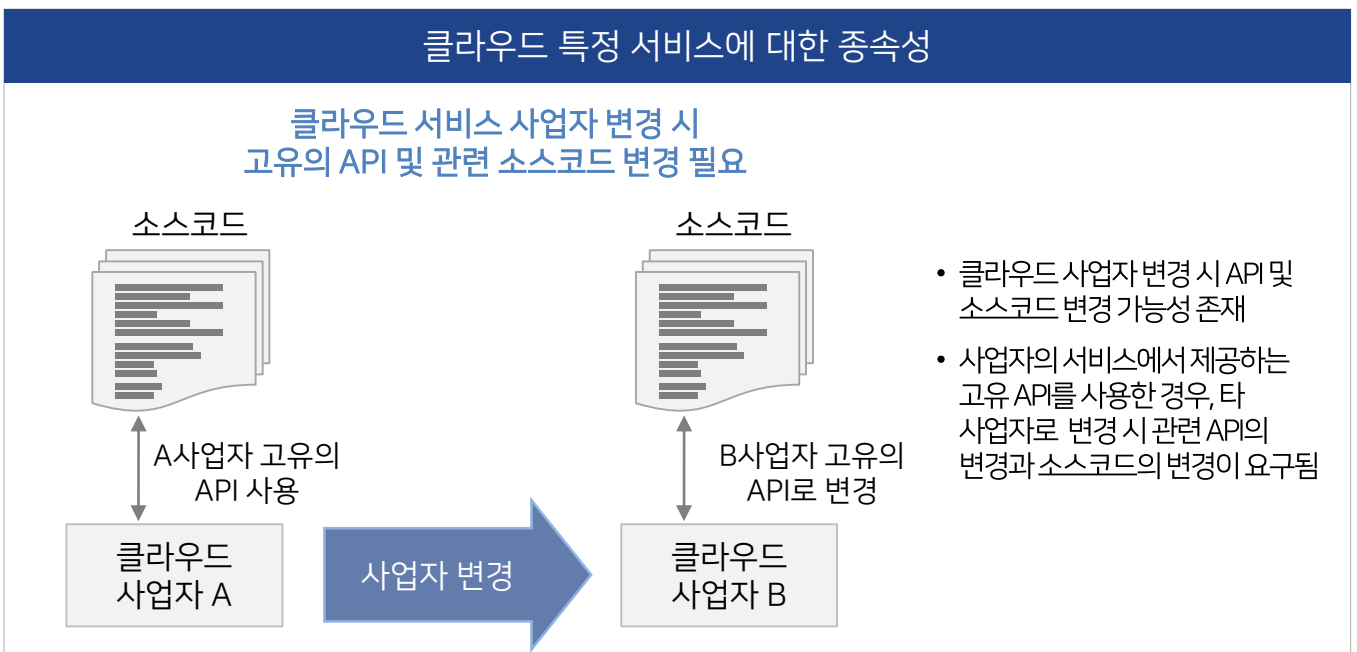 클라우드 특정 서비스에 대한 종속성
클라우드 서비스 사업자 변경 시
고유의 API 및 관련 소스코드 변경 필요
소스코드
A사업자 고유의
API 사용
클라우드
사업자 A
사업자 변경
소스코드
B사업자 고유의
API로 변경
클라우드
사업자 B
• 클라우드 사업자 변경 시 API 및
소스코드 변경 가능성 존재
• 사업자의 서비스에서 제공하는
고유 API를 사용한 경우, 타
사업자로 변경 시 관련 API의
변경과 소스코드의 변경이 요구됨